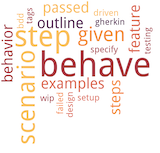 passed driven
bdd
tags
outline gherkin
behavior
step given
specify
feature
testing
scenario
behave
examples
steps
wip
failed
design
setup